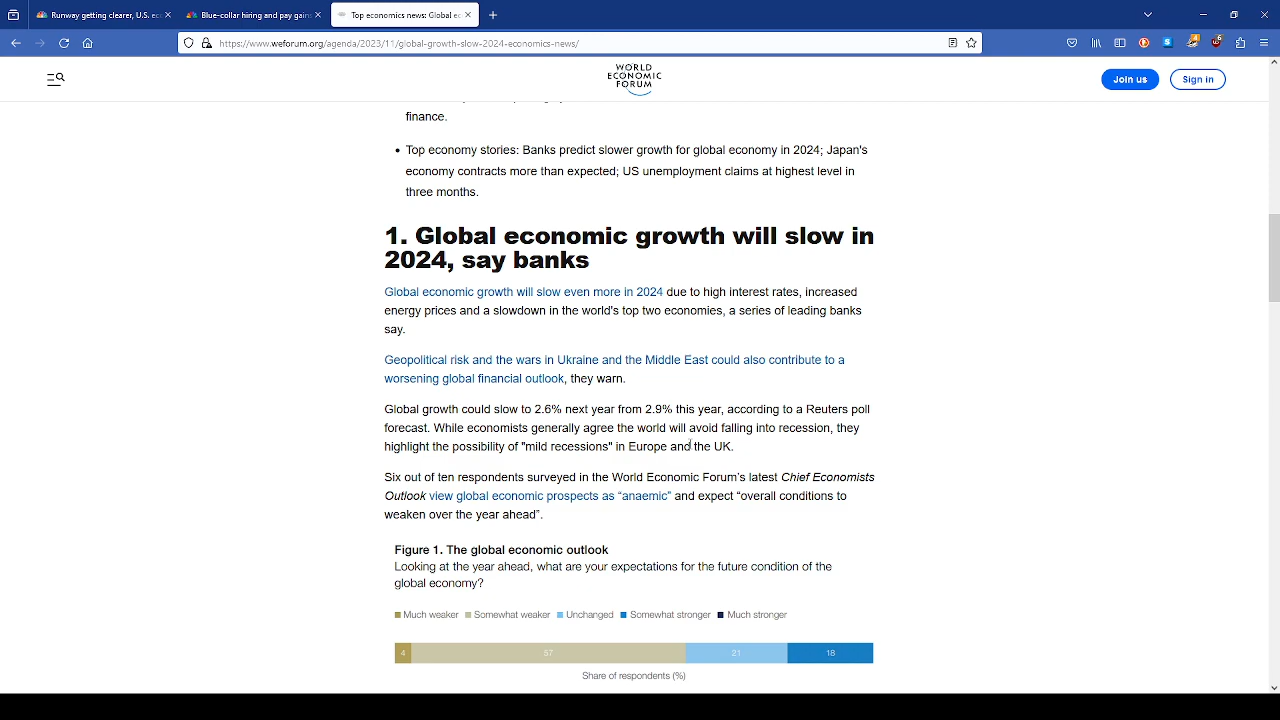 Runway getting clearer, U.S. ec
Blue-collar hiring and pay gains
Top economics news: Global ec
https://www.weforum.org/agenda/2023/11/global-growth-slow-2024-economics-news/
WORLD
ECONOMIC
FORUM
Join us
Sign in
finance.
• Top economy stories: Banks predict slower growth for global economy in 2024; Japan's
economy contracts more than expected; US unemployment claims at highest level in
three months.
1. Global economic growth will slow in
2024, say banks
Global economic growth will slow even more in 2024 due to high interest rates, increased
energy prices and a slowdown in the world's top two economies, a series of leading banks
say.
Geopolitical risk and the wars in Ukraine and the Middle East could also contribute to a
worsening global financial outlook, they warn.
Global growth could slow to 2.6% next year from 2.9% this year, according to a Reuters poll
forecast. While economists generally agree the world will avoid falling into recession, they
highlight the possibility of "mild recessions" in Europe and the UK.
Six out of ten respondents surveyed in the World Economic Forum's latest Chief Economists
Outlook view global economic prospects as “anaemic” and expect “overall conditions to
weaken over the year ahead”.
Figure 1. The global economic outlook
Looking at the year ahead, what are your expectations for the future condition of the
global economy?
Much weaker Somewhat weaker Unchanged Somewhat stronger Much stronger
4 57 21 18
Share of respondents (%)